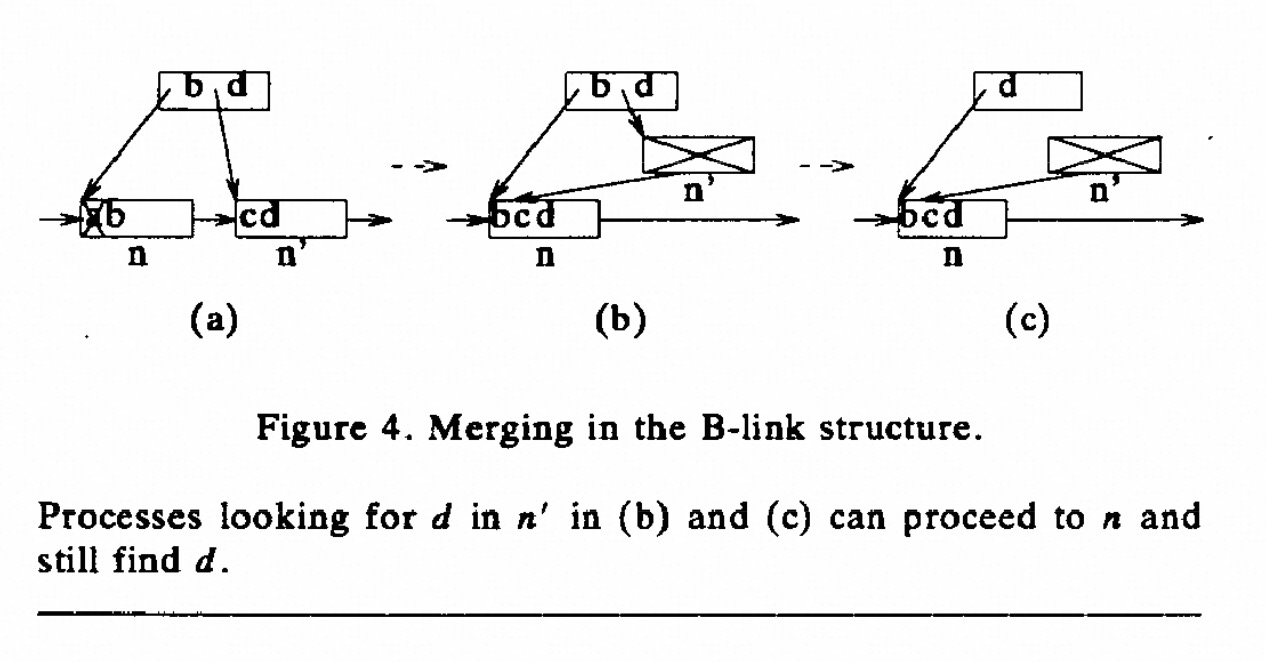 b d
b d
d
n'
n'
b
cd
bcd
bcd
n
n'
n
n
(a)
(b)
(c)
Figure 4. Merging in the B-link structure.
Processes looking for d in n' in (b) and (c) can proceed to n and
still find d.